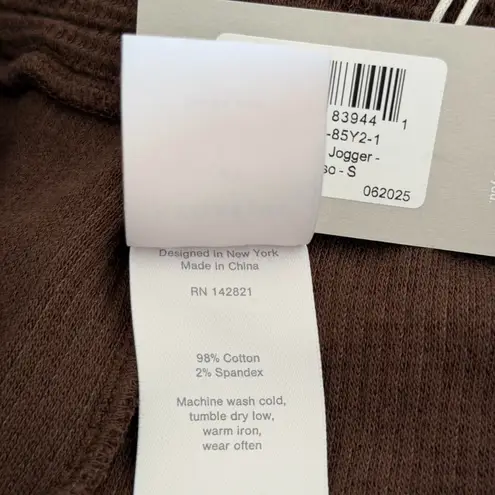 83944 1
-85Y2-1
Jogger -
so - S
062025
Designed in New York
Made in China
RN 142821
98% Cotton
2% Spandex
Machine wash cold,
tumble dry low,
warm iron,
wear often